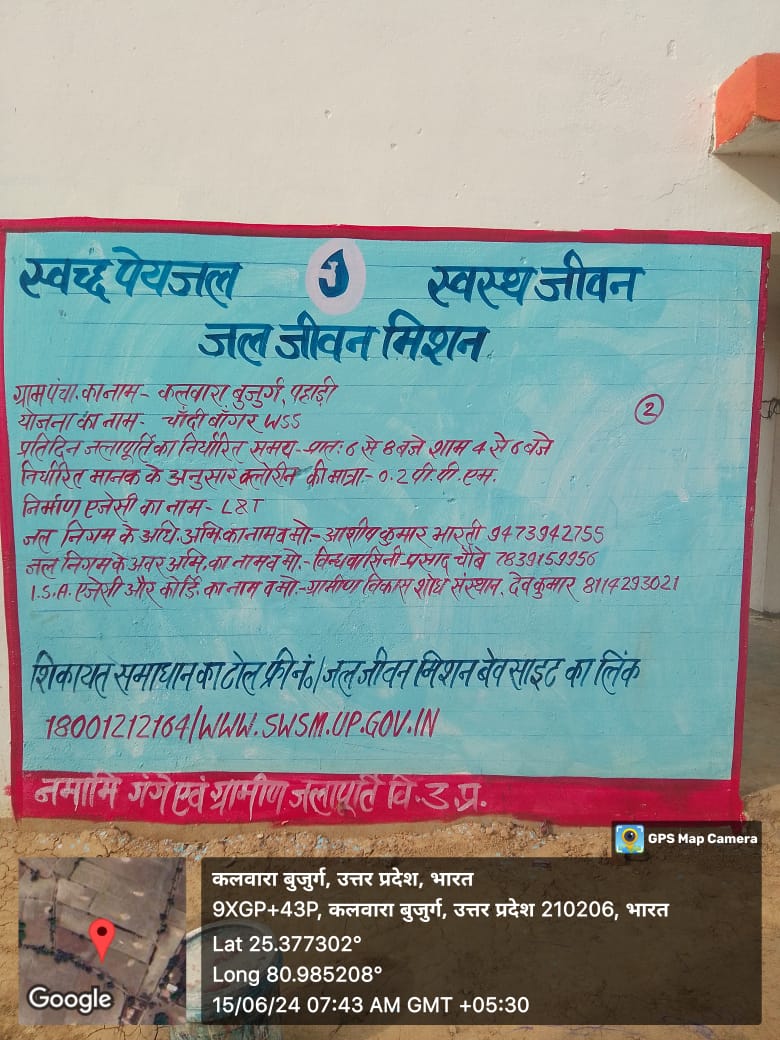 स्वच्छ पेयजल स्वस्थ जीवन
जल जीवन मिशन
ग्राम पंचा. का नाम - कलवारा बुजुर्ग, पहाड़ी
2
योजना का नाम - चाँदी बाँगर WSS
प्रतिदिन जलापूर्ति का निर्धारित समय - प्रातः 6 से 8 बजे शाम 4 से 6 बजे
निर्धारित मानक के अनुसार क्लोरीन की मात्रा - 0.2 पी.पी.एम.
निर्माण एजेसी का नाम - L&T
जल निगम के अधि. अभि. का नाम व मो. - आशीष कुमार भारती 9473942755
जल निगम के अवर अभि. का नाम व मो. - विन्धवासिनी प्रसाद चौबे 7839159956
I.S.A. एजेसी और कोर्डि. का नाम व मो. - ग्रामीण विकास शोध संस्थान, देवकुमार 8114293021
शिकायत समाधान का टोल फ्री नं./जल जीवन मिशन बेवसाइट का लिंक
18001212164/WWW.SWSM.UP.GOV.IN
नमामि गंगे एवं ग्रामीण जलापूर्ति वि. उ. प्र.
GPS Map Camera
कलवारा बुजुर्ग, उत्तर प्रदेश, भारत
9XGP+43P, कलवारा बुजुर्ग, उत्तर प्रदेश 210206, भारत
Lat 25.377302°
Long 80.985208°
15/06/24 07:43 AM GMT +05:30
Google